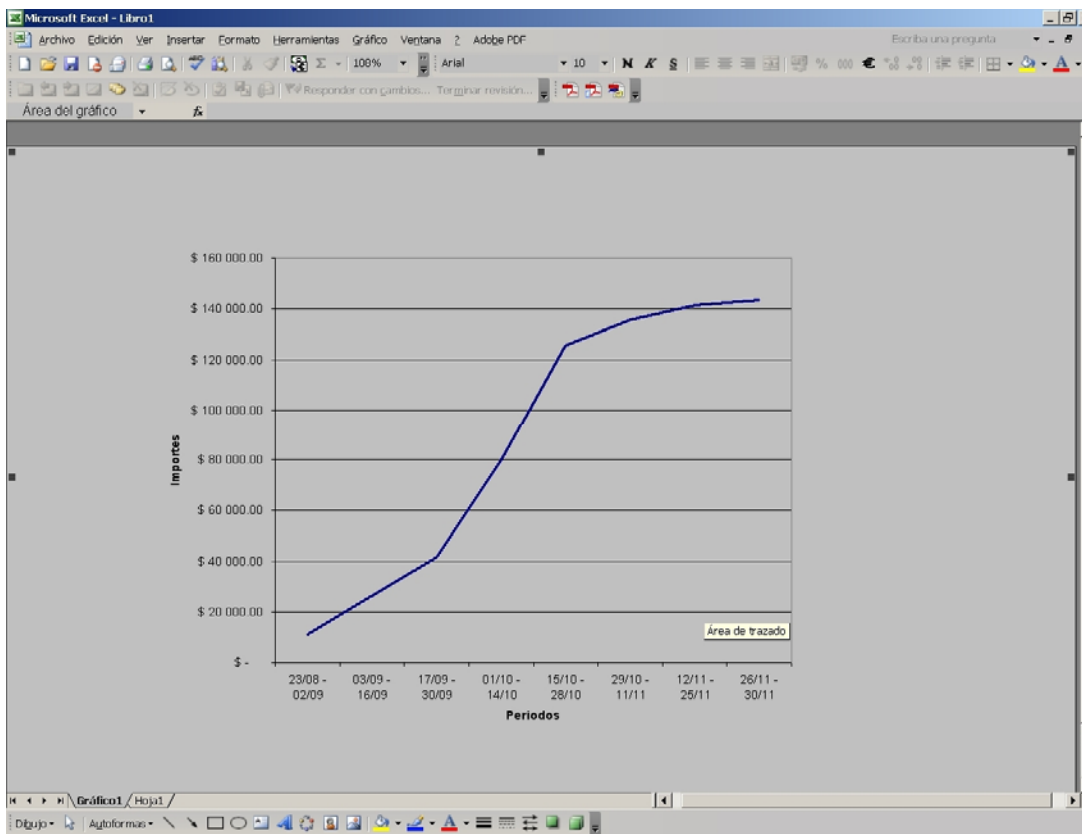 Microsoft Excel - Libro1
Archivo Edición Ver Insertar Formato Herramientas Gráfico Ventana ? Adobe PDF Escriba una pregunta
Σ 100% Arial 10 N K S % 000 €
Responder con cambios... Terminar revisión...
Área del gráfico fx
$ 160 000.00
$ 140 000.00
$ 120 000.00
$ 100 000.00
$ 80 000.00
$ 60 000.00
$ 40 000.00
$ 20 000.00
$ -
Importes
Área de trazado
23/08 - 03/09 - 17/09 - 01/10 - 15/10 - 29/10 - 12/11 - 26/11 -
02/09 16/09 30/09 14/10 28/10 11/11 25/11 30/11
Periodos
Gráfico1 / Hoja1 /
Dibujo Autoformas